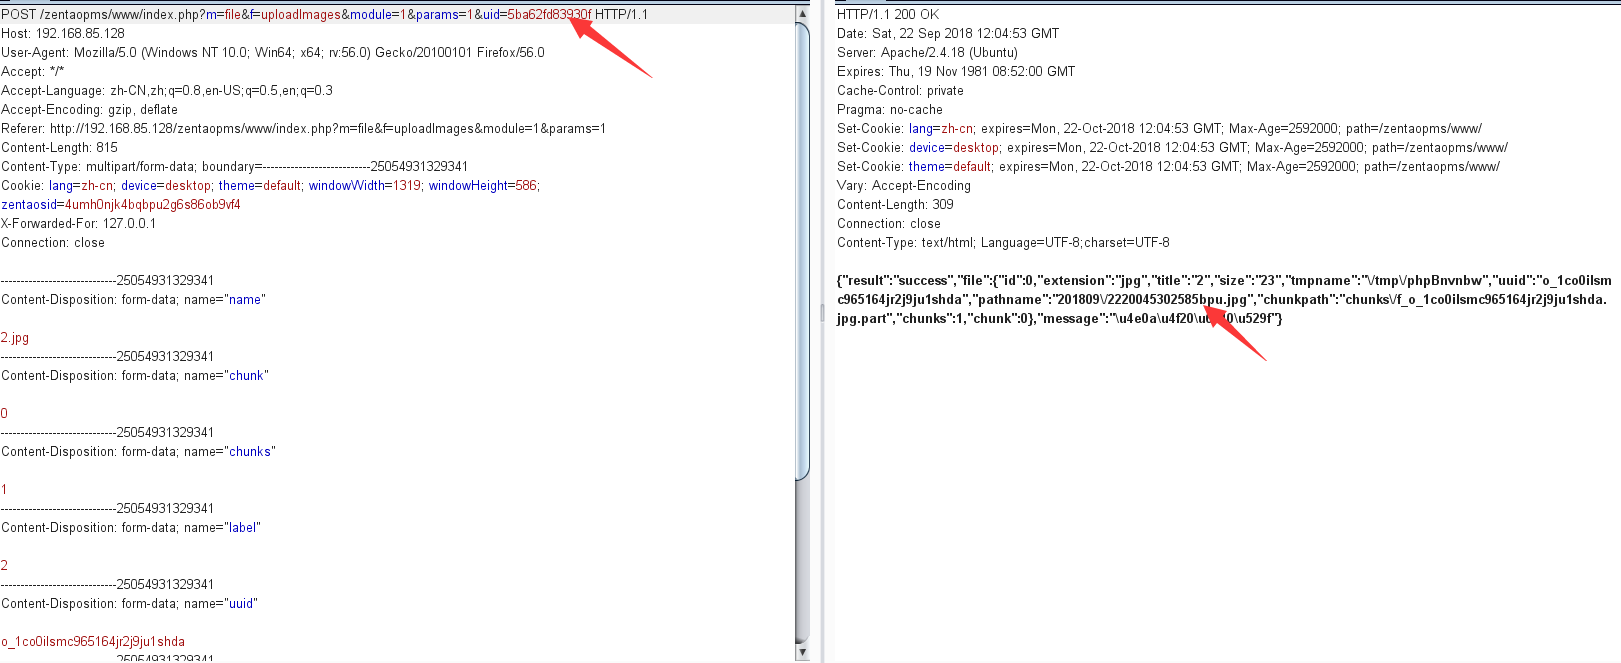 POST /zentaopms/www/index.php?m=file&f=uploadImages&module=1&params=1&uid=5ba62fd83930f HTTP/1.1
Host: 192.168.85.128
User-Agent: Mozilla/5.0 (Windows NT 10.0; Win64; x64; rv:56.0) Gecko/20100101 Firefox/56.0
Accept: */*
Accept-Language: zh-CN,zh;q=0.8,en-US;q=0.5,en;q=0.3
Accept-Encoding: gzip, deflate
Referer: http://192.168.85.128/zentaopms/www/index.php?m=file&f=uploadImages&module=1&params=1
Content-Length: 815
Content-Type: multipart/form-data; boundary=---------------------------25054931329341
Cookie: lang=zh-cn; device=desktop; theme=default; windowWidth=1319; windowHeight=586;
zentaosid=4umh0njk4bqbpu2g6s86ob9vf4
X-Forwarded-For: 127.0.0.1
Connection: close
-----------------------------25054931329341
Content-Disposition: form-data; name="name"
2.jpg
-----------------------------25054931329341
Content-Disposition: form-data; name="chunk"
0
-----------------------------25054931329341
Content-Disposition: form-data; name="chunks"
1
-----------------------------25054931329341
Content-Disposition: form-data; name="label"
2
-----------------------------25054931329341
Content-Disposition: form-data; name="uuid"
o_1co0ilsmc965164jr2j9ju1shda
-----------------------------25054931329341
HTTP/1.1 200 OK
Date: Sat, 22 Sep 2018 12:04:53 GMT
Server: Apache/2.4.18 (Ubuntu)
Expires: Thu, 19 Nov 1981 08:52:00 GMT
Cache-Control: private
Pragma: no-cache
Set-Cookie: lang=zh-cn; expires=Mon, 22-Oct-2018 12:04:53 GMT; Max-Age=2592000; path=/zentaopms/www/
Set-Cookie: device=desktop; expires=Mon, 22-Oct-2018 12:04:53 GMT; Max-Age=2592000; path=/zentaopms/www/
Set-Cookie: theme=default; expires=Mon, 22-Oct-2018 12:04:53 GMT; Max-Age=2592000; path=/zentaopms/www/
Vary: Accept-Encoding
Content-Length: 309
Connection: close
Content-Type: text/html; Language=UTF-8;charset=UTF-8
{"result":"success","file":{"id":0,"extension":"jpg","title":"2","size":"23","tmpname":"\/tmp\/phpBnvnbw","uuid":"o_1co0ilsm
c965164jr2j9ju1shda","pathname":"201809\/2220045302585bpu.jpg","chunkpath":"chunks\/f_o_1co0ilsmc965164jr2j9ju1shda.
jpg.part","chunks":1,"chunk":0},"message":"\u4e0a\u4f20\u529f"}